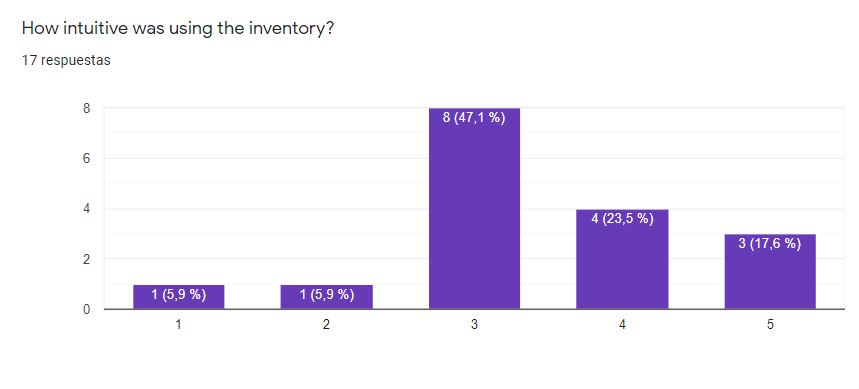 How intuitive was using the inventory?
17 respuestas
8
6
4
2
0
1 (5,9 %)
1 (5,9 %)
8 (47,1 %)
4 (23,5 %)
3 (17,6 %)
1
2
3
4
5